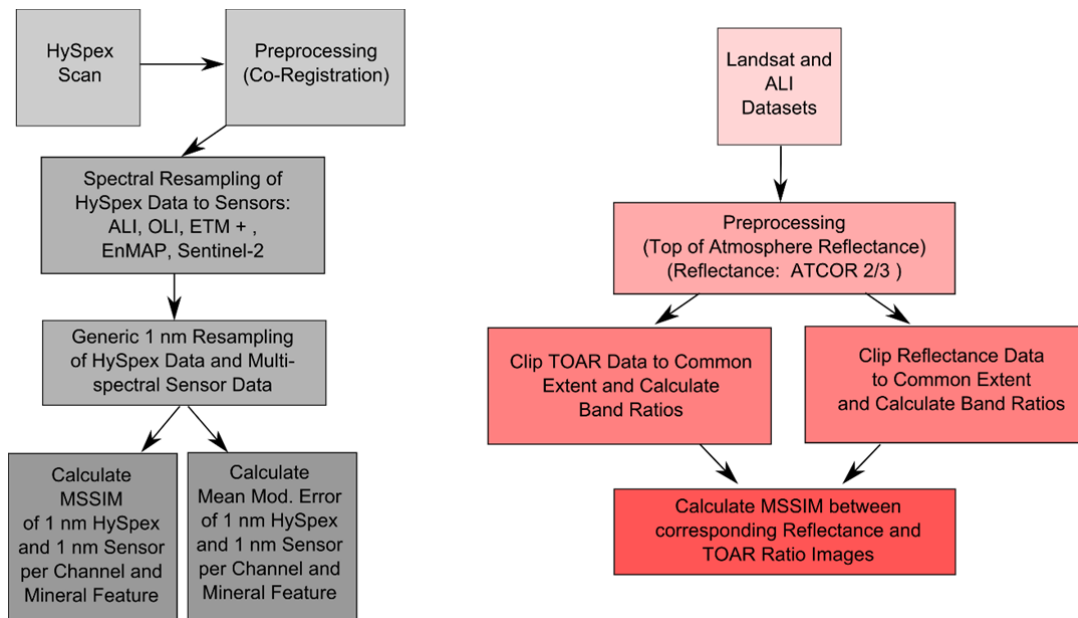 HySpex
Scan
Preprocessing
(Co-Registration)
Spectral Resampling of
HySpex Data to Sensors:
ALI, OLI, ETM + ,
EnMAP, Sentinel-2
Generic 1 nm Resampling
of HySpex Data and Multi-
spectral Sensor Data
Calculate
MSSIM
of 1 nm HySpex
and 1 nm Sensor
per Channel and
Mineral Feature
Calculate
Mean Mod. Error
of 1 nm HySpex
and 1 nm Sensor
per Channel and
Mineral Feature
Landsat and
ALI
Datasets
Preprocessing
(Top of Atmosphere Reflectance)
(Reflectance: ATCOR 2/3 )
Clip TOAR Data to Common
Extent and Calculate
Band Ratios
Clip Reflectance Data
to Common Extent
and Calculate Band Ratios
Calculate MSSIM between
corresponding Reflectance and
TOAR Ratio Images